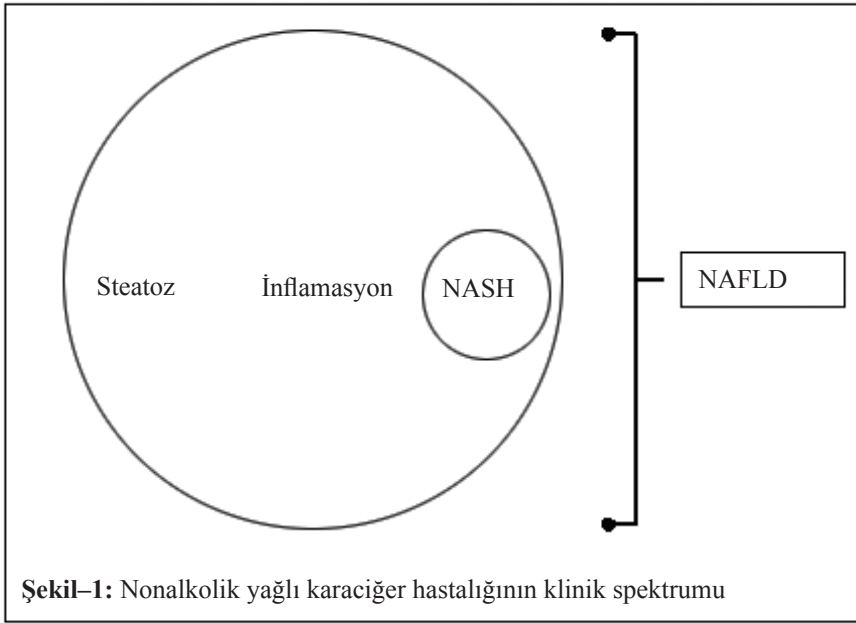 Steatoz İnflamasyon NASH NAFLD
Şekil–1: Nonalkolik yağlı karaciğer hastalığının klinik spektrumu